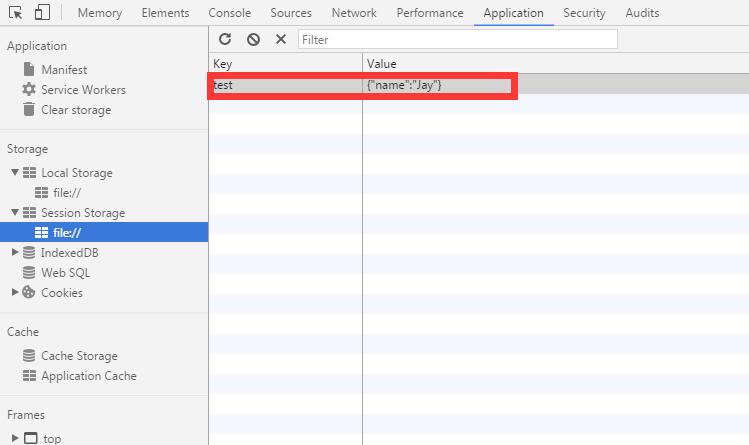 Memory Elements Console Sources Network Performance Application Security Audits
Application
Manifest
Service Workers
Clear storage
Storage
Local Storage
file://
Session Storage
file://
IndexedDB
Web SQL
Cookies
Cache
Cache Storage
Application Cache
Frames
top
Filter
Key Value
test {"name":"Jay"}